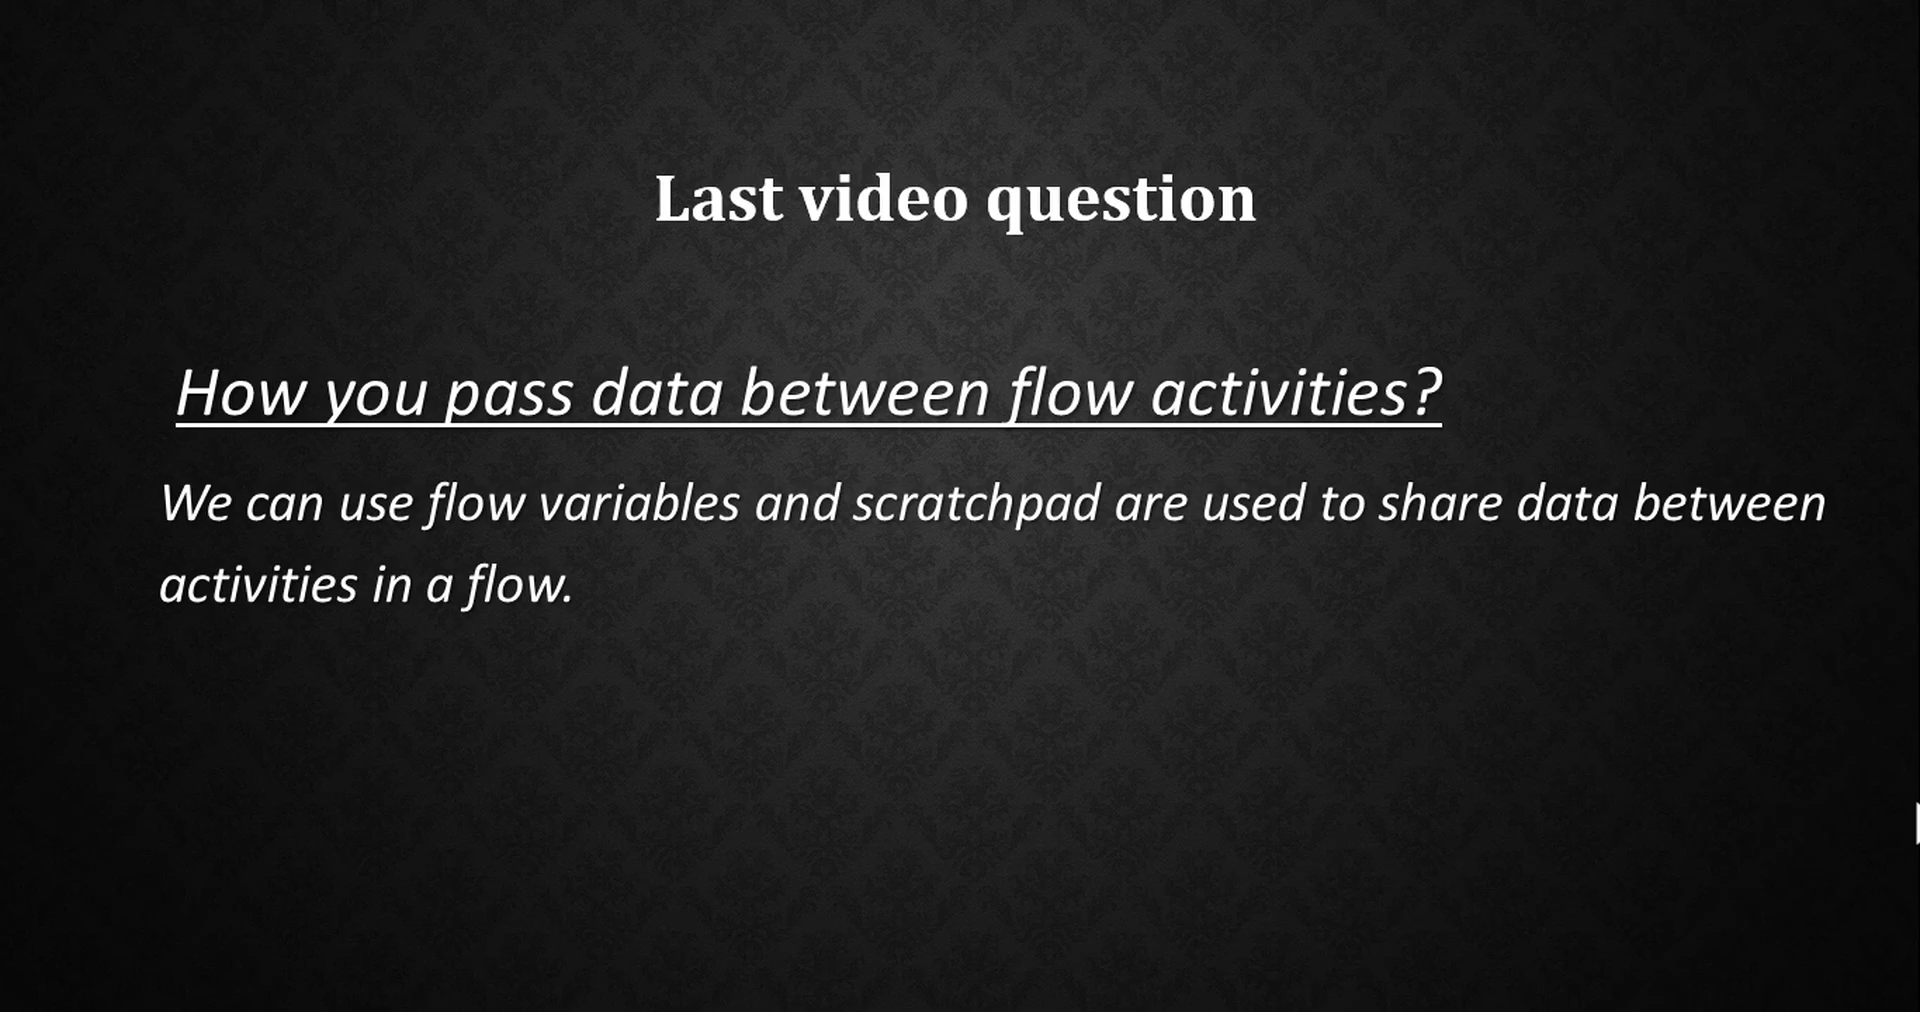 Last video question
How you pass data between flow activities?
We can use flow variables and scratchpad are used to share data between
activities in a flow.